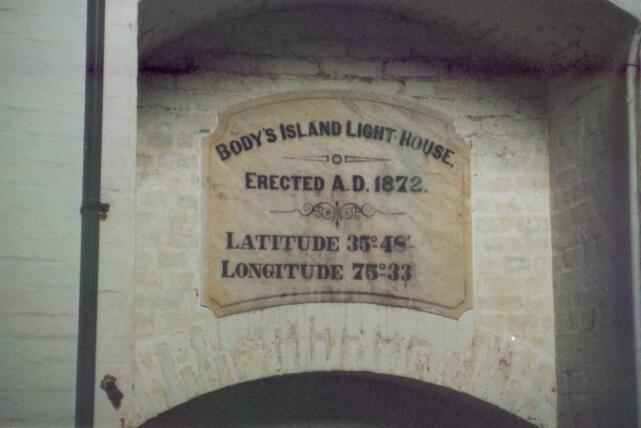 BODY'S ISLAND LIGHT-HOUSE,
ERECTED A.D. 1872.
LATITUDE 35°48'
LONGITUDE 75°33